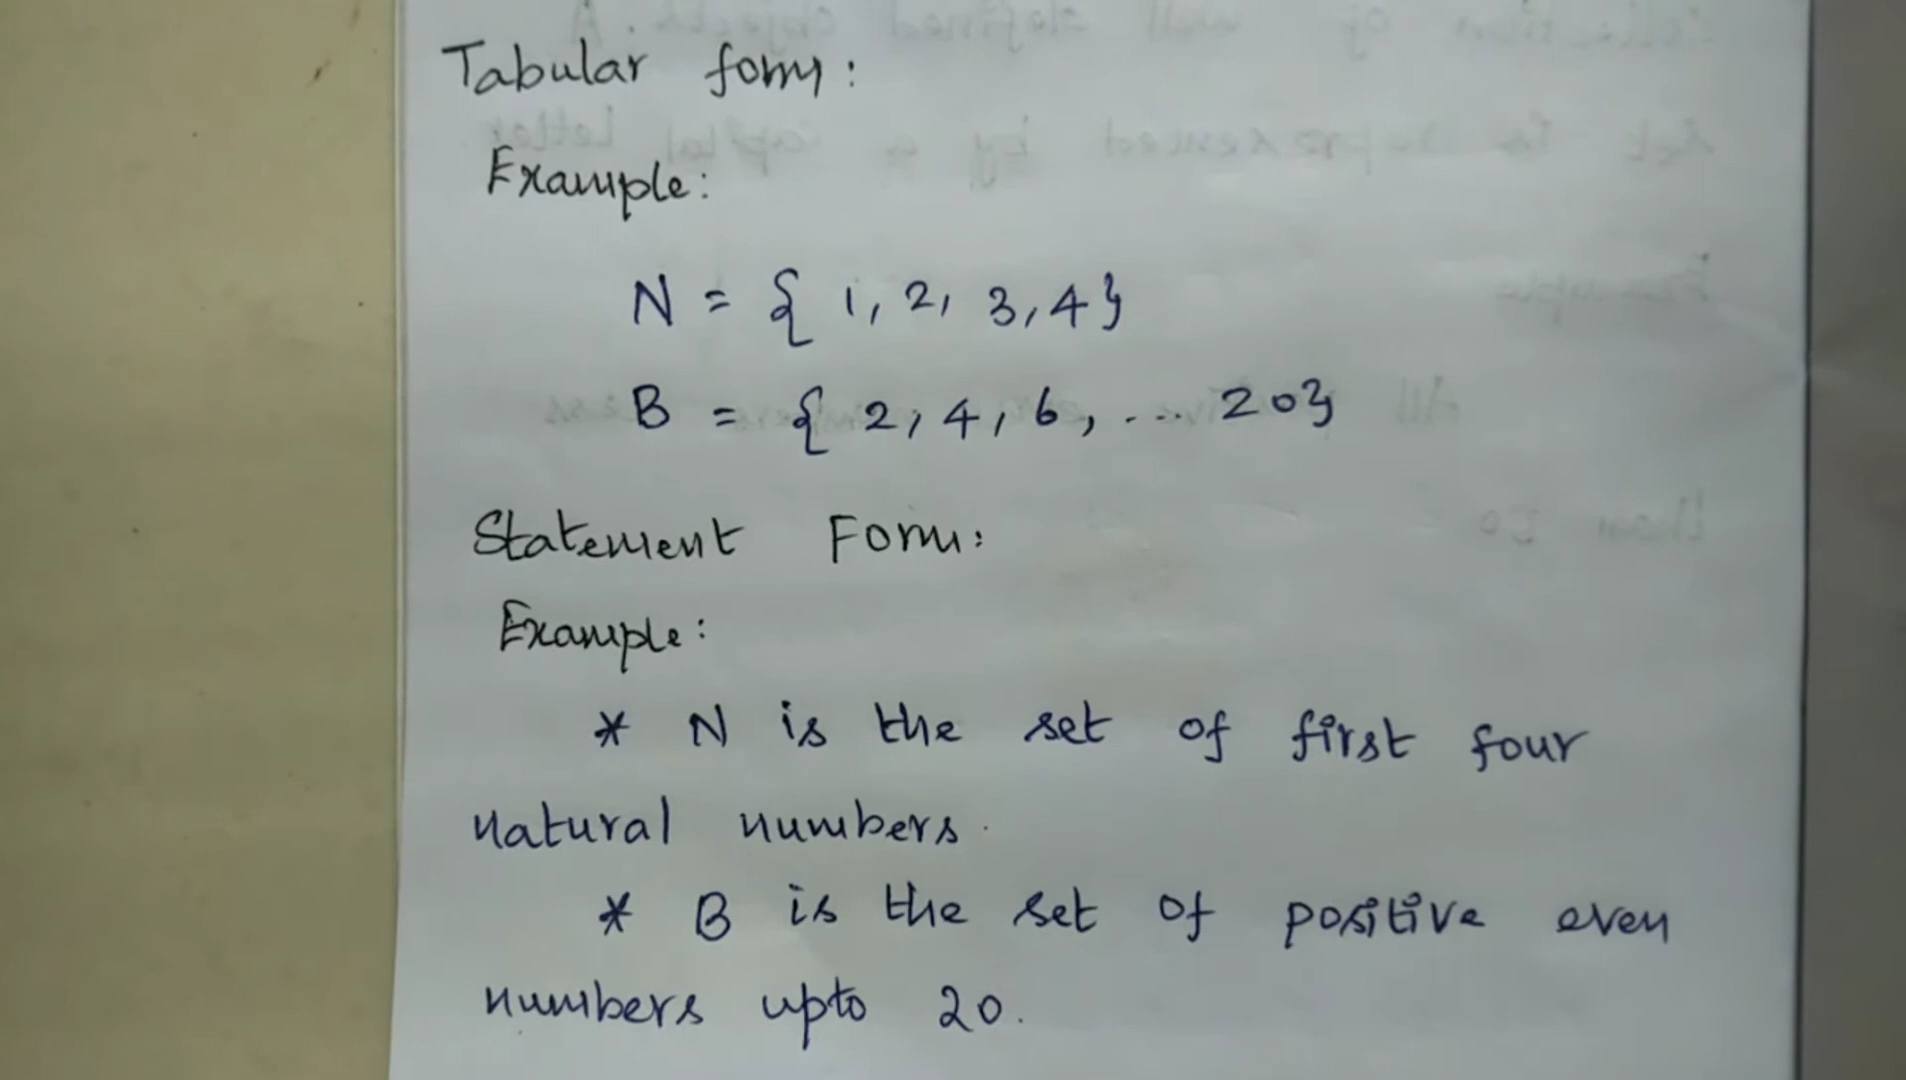 Tabular form:
Example:
N = { 1, 2, 3, 4}
B = { 2, 4, 6, ... 20}
Statement Form:
Example:
* N is the set of first four
natural numbers.
* B is the set of positive even
numbers upto 20.